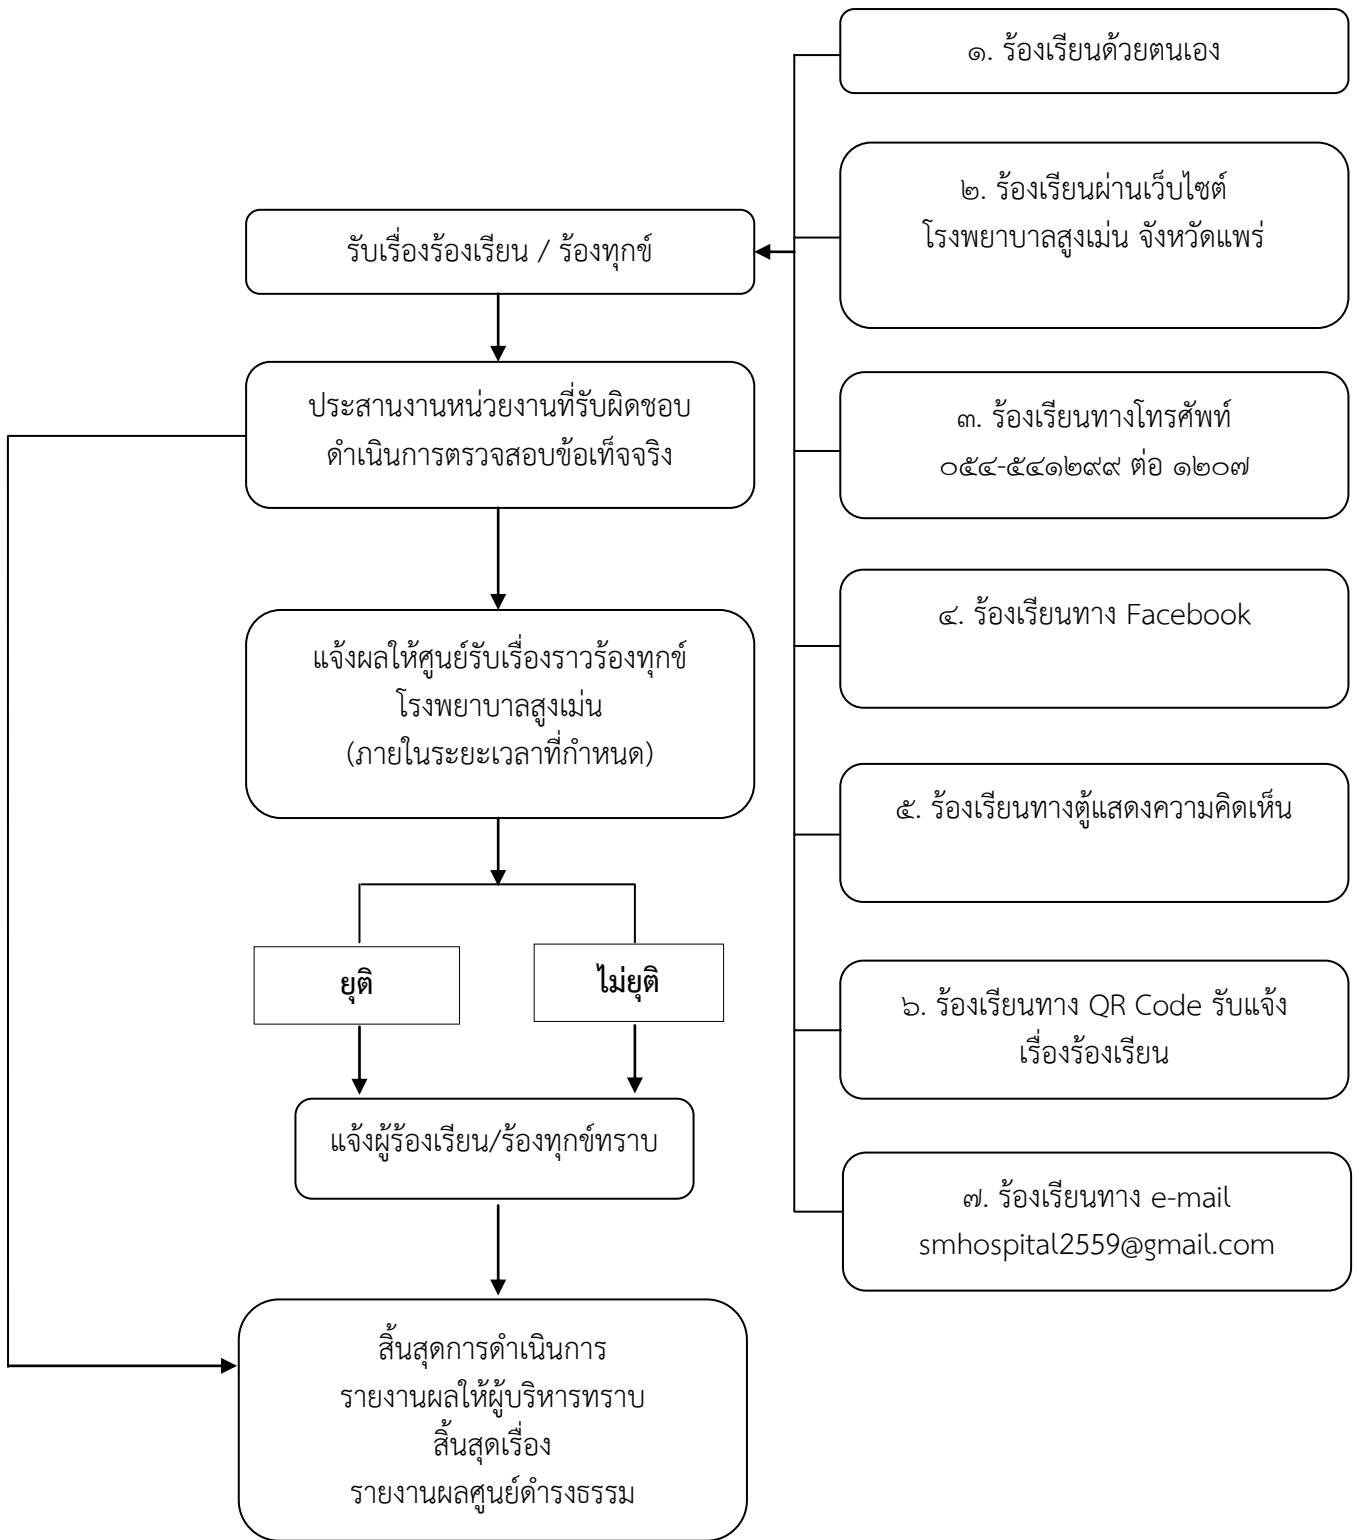 ๑. ร้องเรียนด้วยตนเอง
๒. ร้องเรียนผ่านเว็บไซต์
โรงพยาบาลสูงเม่น จังหวัดแพร่
รับเรื่องร้องเรียน / ร้องทุกข์
ประสานงานหน่วยงานที่รับผิดชอบ
ดำเนินการตรวจสอบข้อเท็จจริง
๓. ร้องเรียนทางโทรศัพท์
๐๕๔-๕๔๑๒๙๙ ต่อ ๑๒๐๗
๔. ร้องเรียนทาง Facebook
แจ้งผลให้ศูนย์รับเรื่องราวร้องทุกข์
โรงพยาบาลสูงเม่น
(ภายในระยะเวลาที่กำหนด)
๕. ร้องเรียนทางตู้แสดงความคิดเห็น
ยุติ
ไม่ยุติ
๖. ร้องเรียนทาง QR Code รับแจ้ง
เรื่องร้องเรียน
แจ้งผู้ร้องเรียน/ร้องทุกข์ทราบ
๗. ร้องเรียนทาง e-mail
smhospital2559@gmail.com
สิ้นสุดการดำเนินการ
รายงานผลให้ผู้บริหารทราบ
สิ้นสุดเรื่อง
รายงานผลศูนย์ดำรงธรรม